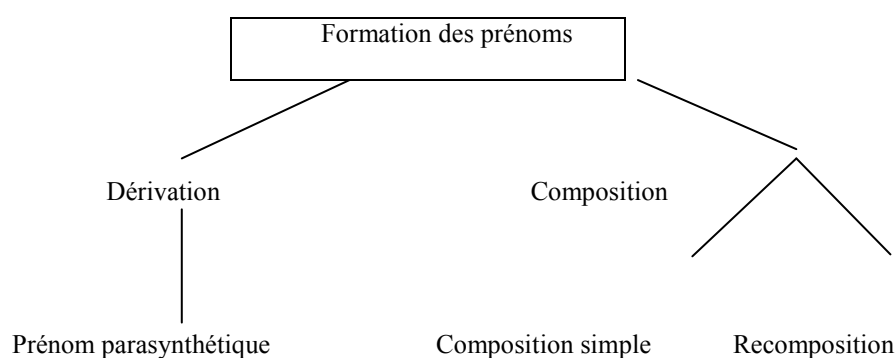 Formation des prénoms
Dérivation Composition
Prénom parasynthétique Composition simple Recomposition